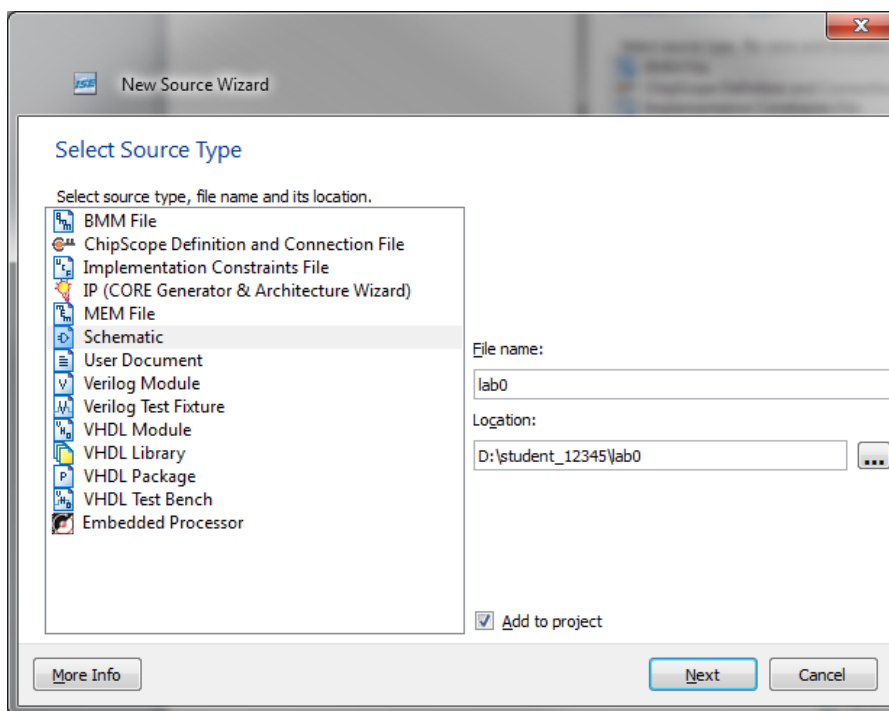 New Source Wizard
Select Source Type
Select source type, file name and its location.
BMM File
ChipScope Definition and Connection File
Implementation Constraints File
IP (CORE Generator & Architecture Wizard)
MEM File
Schematic
User Document
Verilog Module
Verilog Test Fixture
VHDL Module
VHDL Library
VHDL Package
VHDL Test Bench
Embedded Processor
File name:
lab0
Location:
D:\student_12345\lab0
...
Add to project
More Info
Next
Cancel